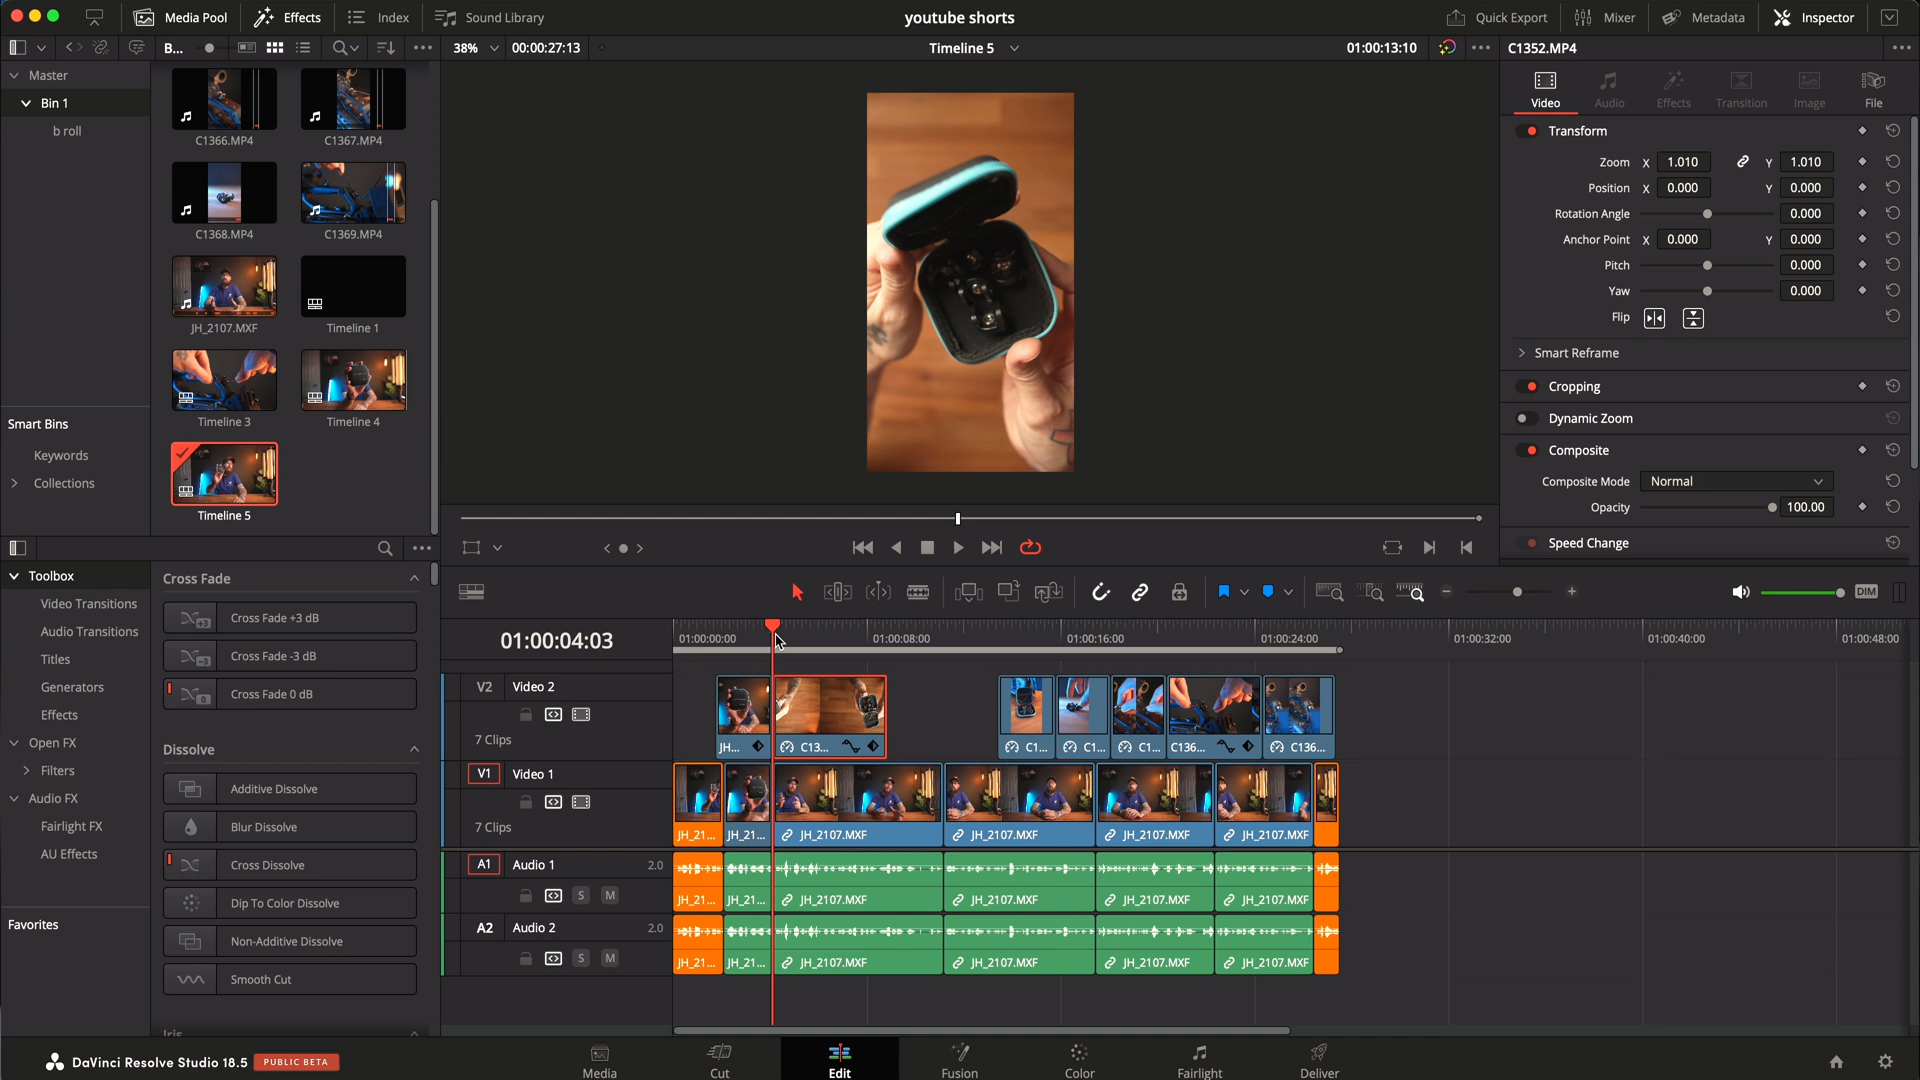 Media Pool
Effects
Index
Sound Library
youtube shorts
Quick Export
Mixer
Metadata
Inspector
B...
38%
00:00:27:13
Timeline 5
01:00:13:10
C1352.MP4
Master
Bin 1
b roll
C1366.MP4
C1367.MP4
C1368.MP4
C1369.MP4
JH_2107.MXF
Timeline 1
Timeline 3
Timeline 4
Timeline 5
Smart Bins
Keywords
Collections
Video
Audio
Effects
Transition
Image
File
Transform
Zoom X 1.010 Y 1.010
Position X 0.000 Y 0.000
Rotation Angle 0.000
Anchor Point X 0.000 Y 0.000
Pitch 0.000
Yaw 0.000
Flip
Smart Reframe
Cropping
Dynamic Zoom
Composite
Composite Mode Normal
Opacity 100.00
Speed Change
Toolbox
Video Transitions
Audio Transitions
Titles
Generators
Effects
Open FX
Filters
Audio FX
Fairlight FX
AU Effects
Favorites
Cross Fade
+3 Cross Fade +3 dB
-3 Cross Fade -3 dB
0 Cross Fade 0 dB
Dissolve
Additive Dissolve
Blur Dissolve
Cross Dissolve
Dip To Color Dissolve
Non-Additive Dissolve
Smooth Cut
Iris
DIM
01:00:04:03
01:00:00:00
01:00:08:00
01:00:16:00
01:00:24:00
01:00:32:00
01:00:40:00
01:00:48:00
V2 Video 2
7 Clips
JH...
C13...
C1...
C1...
C1...
C136...
C136...
V1 Video 1
7 Clips
JH_21...
JH_21...
JH_2107.MXF
JH_2107.MXF
JH_2107.MXF
JH_2107.MXF
A1 Audio 1 2.0
S M
JH_21...
JH_21...
JH_2107.MXF
JH_2107.MXF
JH_2107.MXF
JH_2107.MXF
A2 Audio 2 2.0
S M
JH_21...
JH_21...
JH_2107.MXF
JH_2107.MXF
JH_2107.MXF
JH_2107.MXF
DaVinci Resolve Studio 18.5
PUBLIC BETA
Media
Cut
Edit
Fusion
Color
Fairlight
Deliver